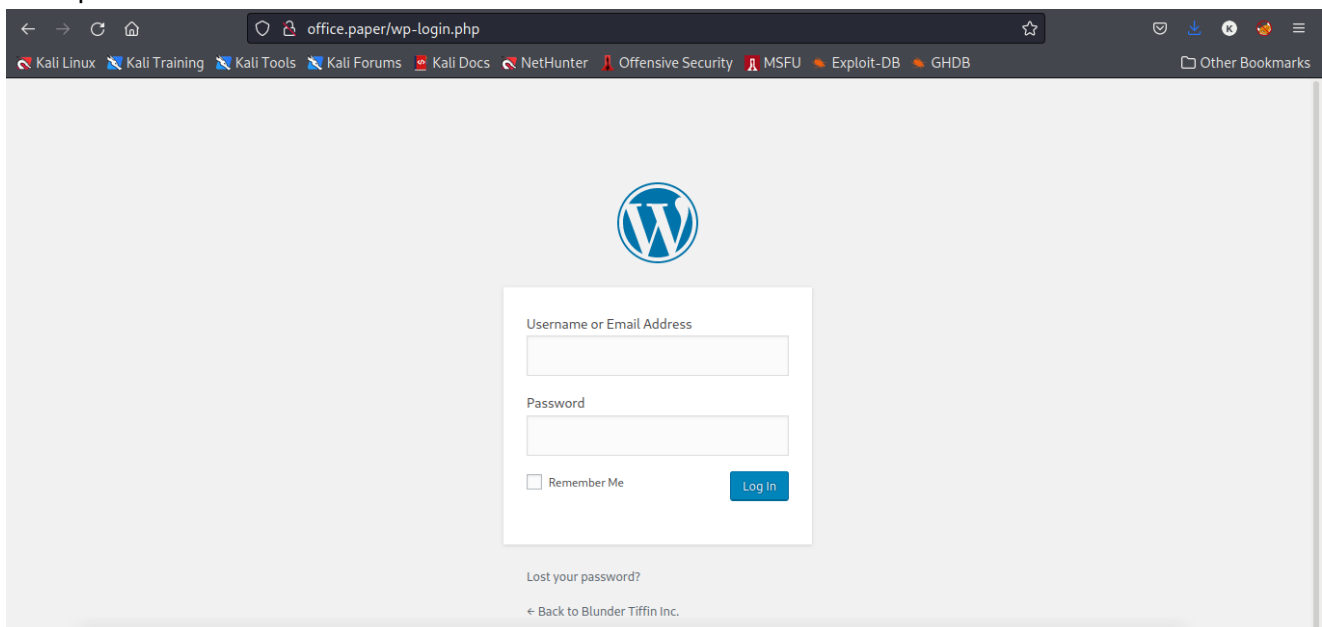 office.paper/wp-login.php
Kali Linux Kali Training Kali Tools Kali Forums Kali Docs NetHunter Offensive Security MSFU Exploit-DB GHDB Other Bookmarks
Username or Email Address
Password
Remember Me Log In
Lost your password?
← Back to Blunder Tiffin Inc.